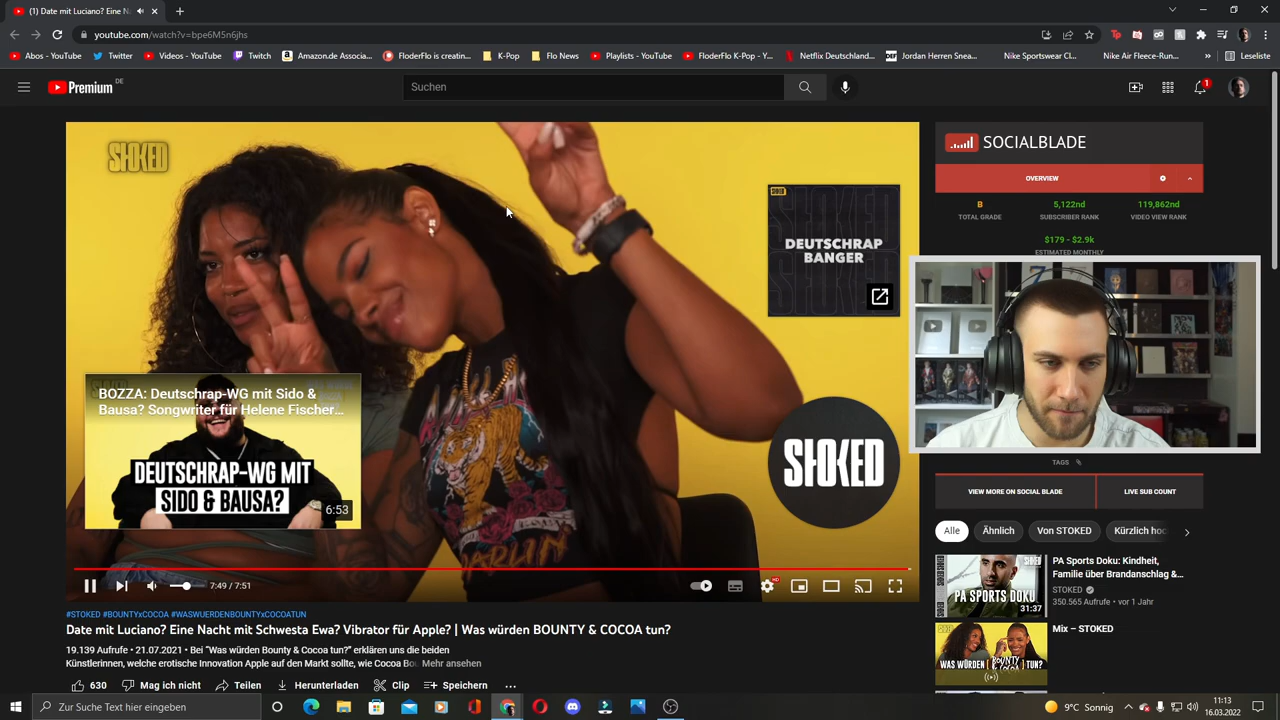 (1) Date mit Luciano? Eine N
youtube.com/watch?v=bpe6M5n6jhs
Abos - YouTube
Twitter
Videos - YouTube
Twitch
Amazon.de Associa...
FloderFlo is creatin...
K-Pop
Flo News
Playlists - YouTube
FloderFlo K-Pop - Y...
Netflix Deutschland...
Jordan Herren Snea...
Nike Sportswear Cl...
Nike Air Fleece-Run...
»
Leseliste
Premium DE
Suchen
1
STOKED
DEUTSCHRAP
BANGER
BOZZA: Deutschrap-WG mit Sido &
Bausa? Songwriter für Helene Fischer...
DEUTSCHRAP-WG MIT
SIDO & BAUSA?
6:53
STOKED
7:49 / 7:51
HD
SOCIALBLADE
OVERVIEW
B
TOTAL GRADE
5,122nd
SUBSCRIBER RANK
119,862nd
VIDEO VIEW RANK
$179 - $2.9k
ESTIMATED MONTHLY
TAGS
VIEW MORE ON SOCIAL BLADE
LIVE SUB COUNT
Alle
Ähnlich
Von STOKED
Kürzlich hoc
PA SPORTS DOKU
31:37
PA Sports Doku: Kindheit,
Familie über Brandanschlag &...
STOKED
350.565 Aufrufe • vor 1 Jahr
WAS WÜRDEN BOUNTY & COCOA TUN?
Mix – STOKED
#STOKED #BOUNTYxCOCOA #WASWUERDENBOUNTYxCOCOATUN
Date mit Luciano? Eine Nacht mit Schwesta Ewa? Vibrator für Apple? | Was würden BOUNTY & COCOA tun?
19.139 Aufrufe • 21.07.2021 • Bei "Was würden Bounty & Cocoa tun?" erklären uns die beiden
Künstlerinnen, welche erotische Innovation Apple auf den Markt sollte, wie Cocoa Bo
Mehr ansehen
630
Mag ich nicht
Teilen
Herunterladen
Clip
Speichern
...
Zur Suche Text hier eingeben
9°C Sonnig
11:13
16.03.2022